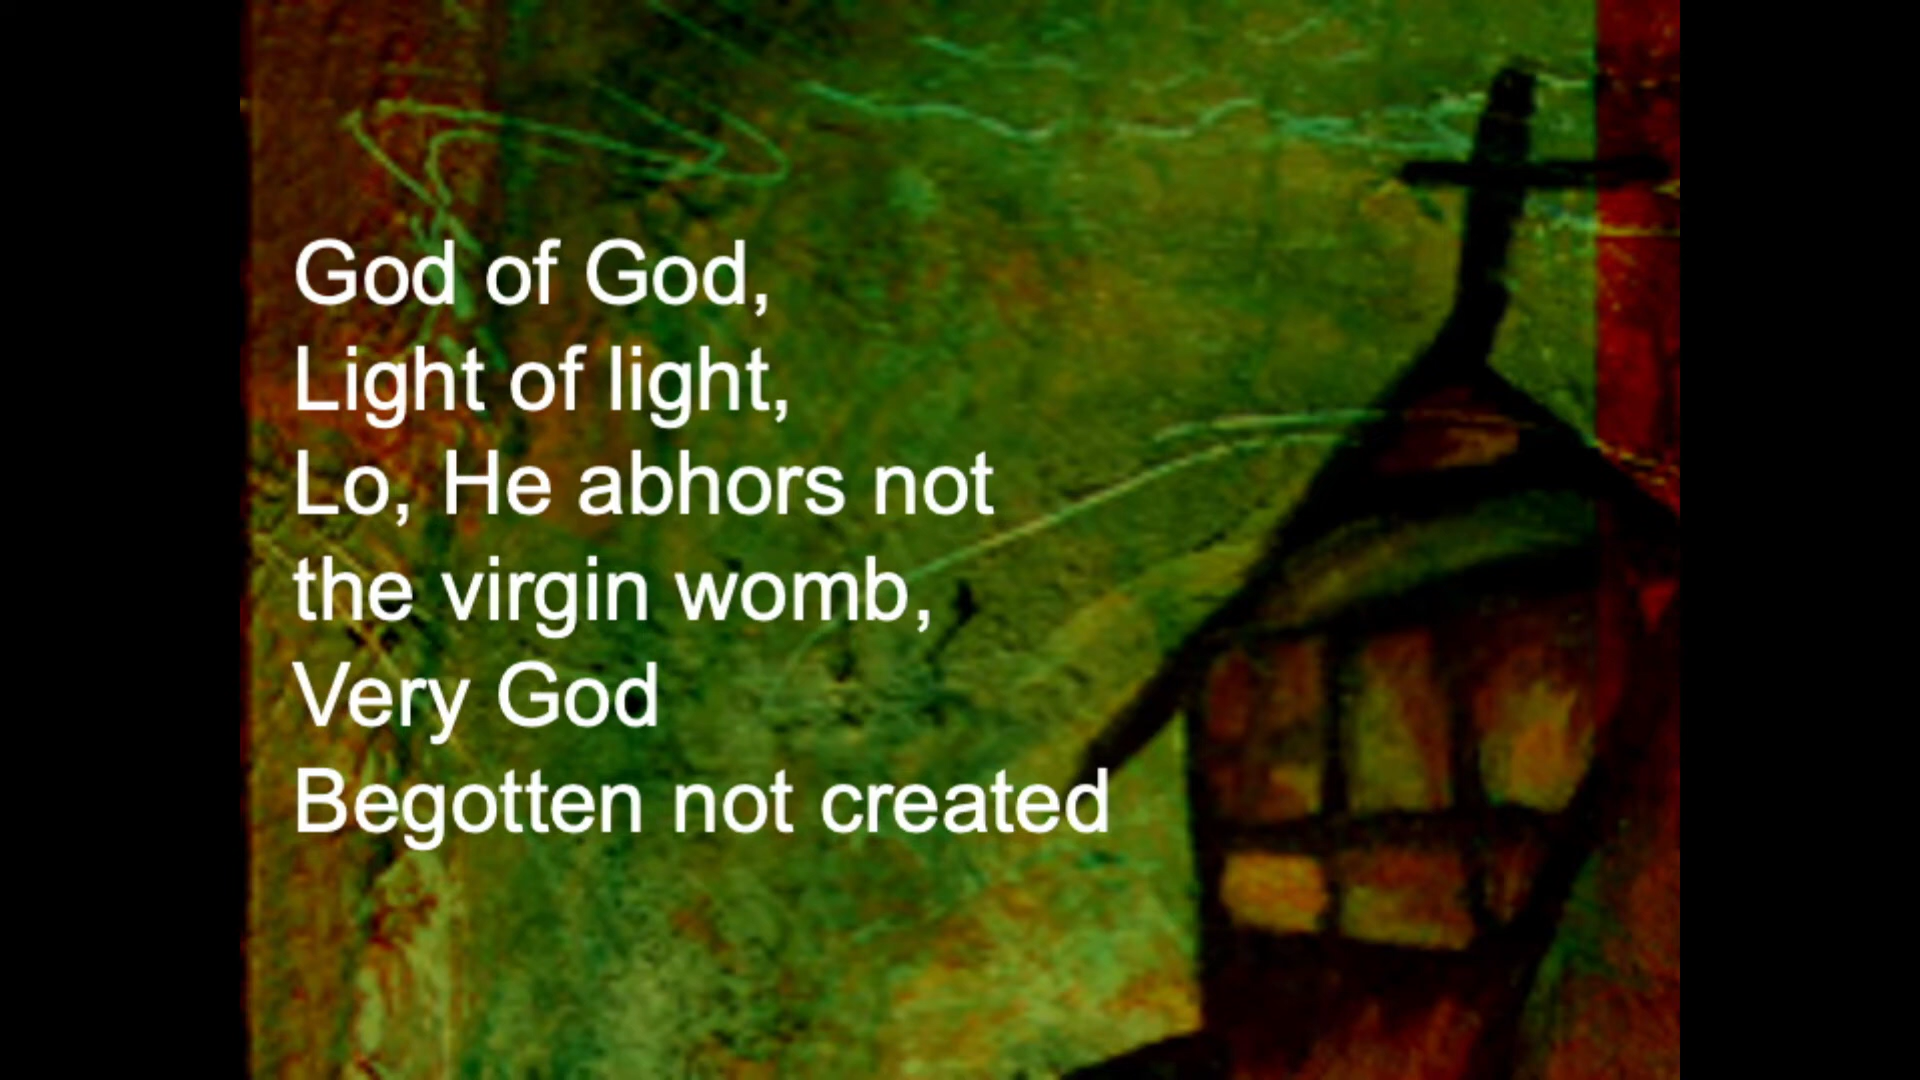 God of God,
Light of light,
Lo, He abhors not
the virgin womb,
Very God
Begotten not created